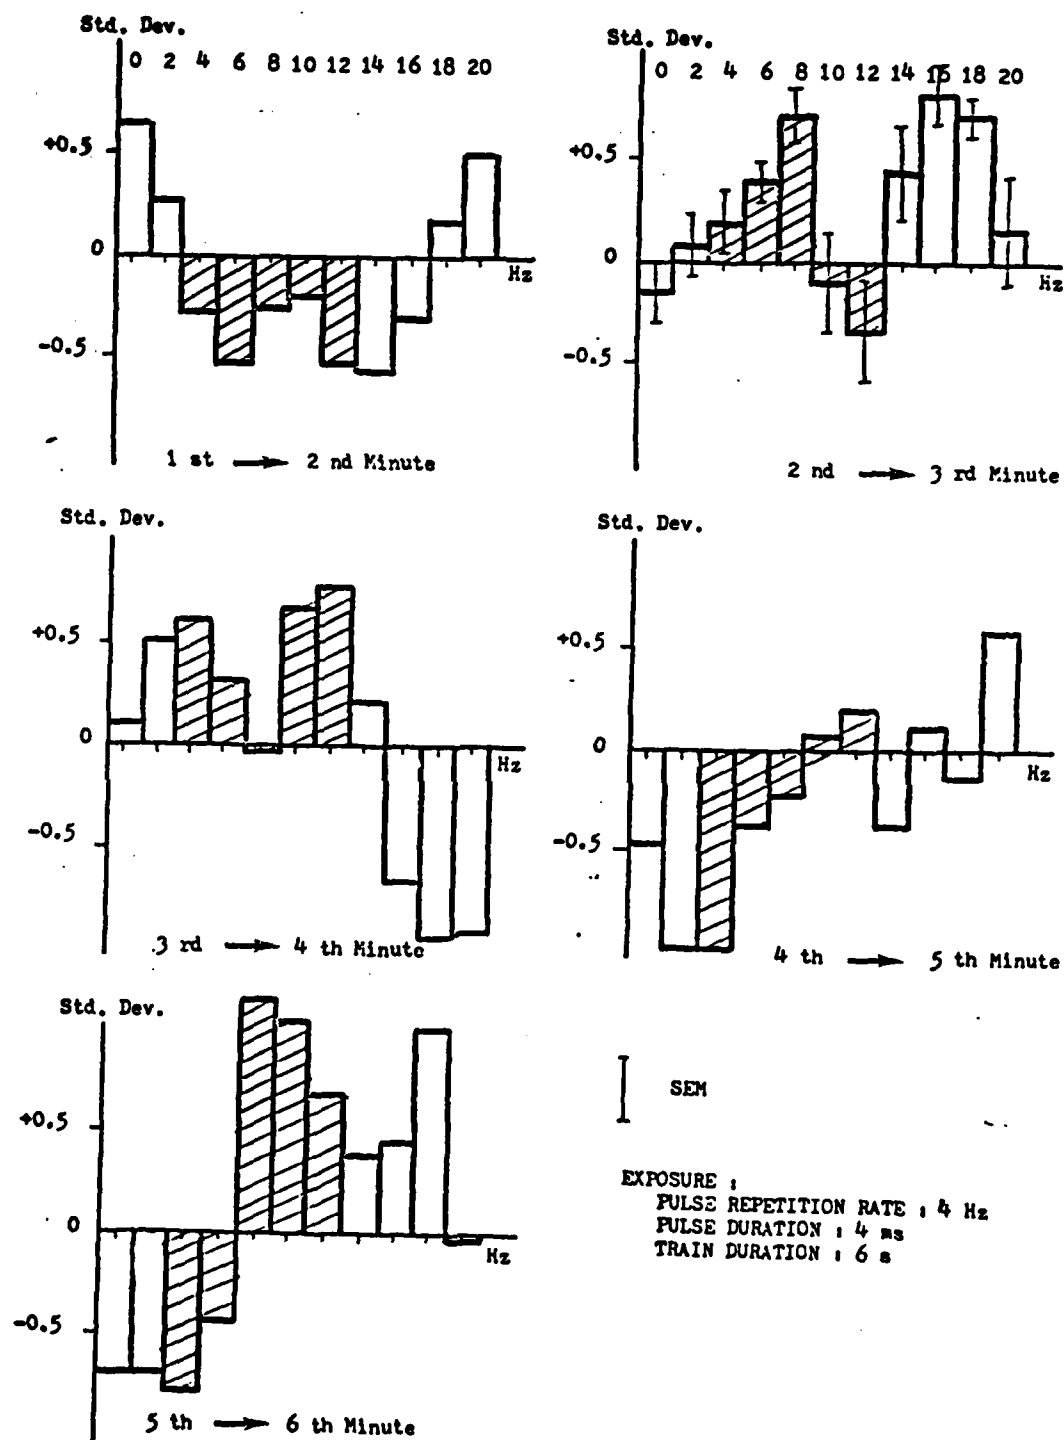 Std. Dev.
0 2 4 6 8 10 12 14 16 18 20
+0.5
0
Hz
-0.5
1 st → 2 nd Minute
Std. Dev.
0 2 4 6 8 10 12 14 16 18 20
+0.5
0
Hz
-0.5
2 nd → 3 rd Minute
Std. Dev.
+0.5
0
Hz
-0.5
3 rd → 4 th Minute
Std. Dev.
+0.5
0
Hz
-0.5
4 th → 5 th Minute
Std. Dev.
+0.5
0
Hz
-0.5
5 th → 6 th Minute
SEM
EXPOSURE :
PULSE REPETITION RATE : 4 Hz
PULSE DURATION : 4 ms
TRAIN DURATION : 6 s